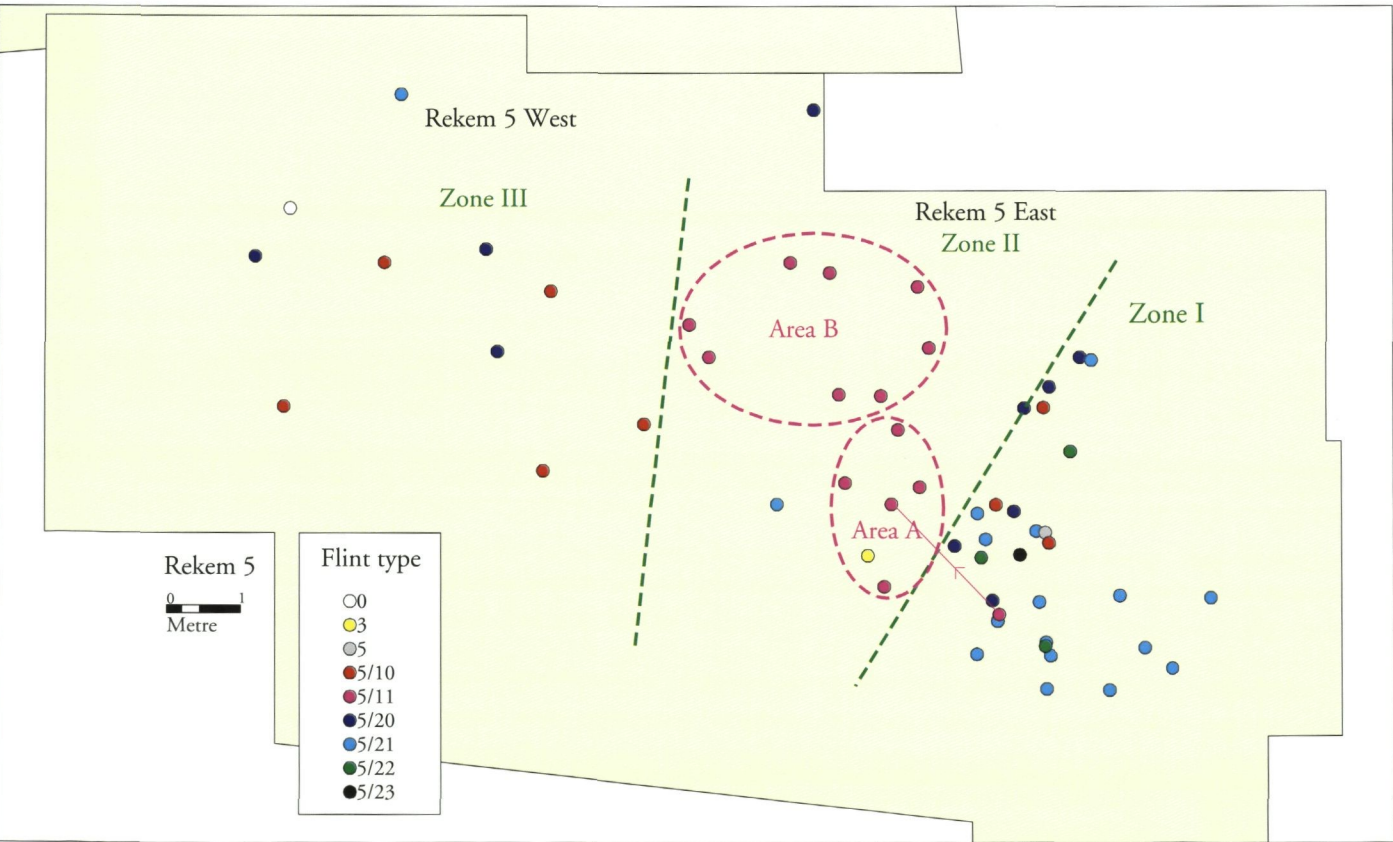 Rekem 5 West
Zone III
Rekem 5 East
Zone II
Zone I
Area B
Area A
Rekem 5
0 1
Metre
Flint type
0
3
5
5/10
5/11
5/20
5/21
5/22
5/23